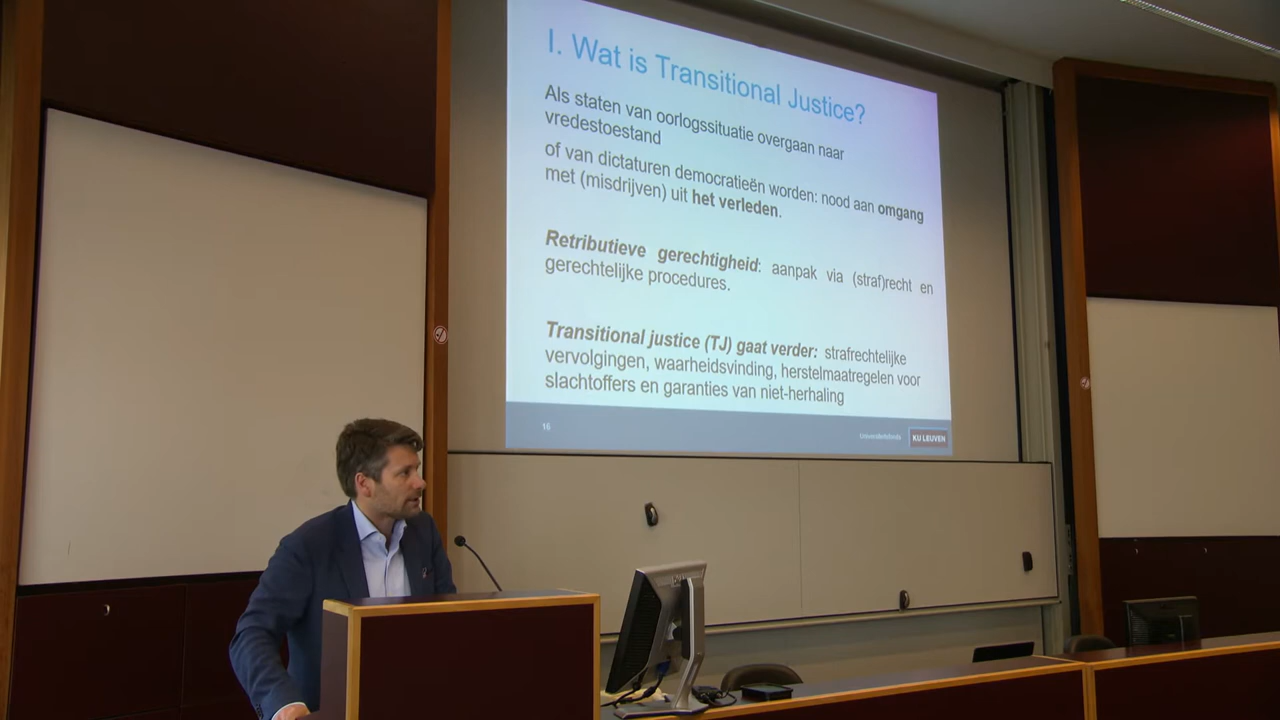 I. Wat is Transitional Justice?
Als staten van oorlogssituatie overgaan naar
vredestoestand
of van dictaturen democratieën worden: nood aan omgang
met (misdrijven) uit het verleden.
Retributieve gerechtigheid: aanpak via (straf)recht en
gerechtelijke procedures.
Transitional justice (TJ) gaat verder: strafrechtelijke
vervolgingen, waarheidsvinding, herstelmaatregelen voor
slachtoffers en garanties van niet-herhaling
16
Universiteitsfonds
KU LEUVEN